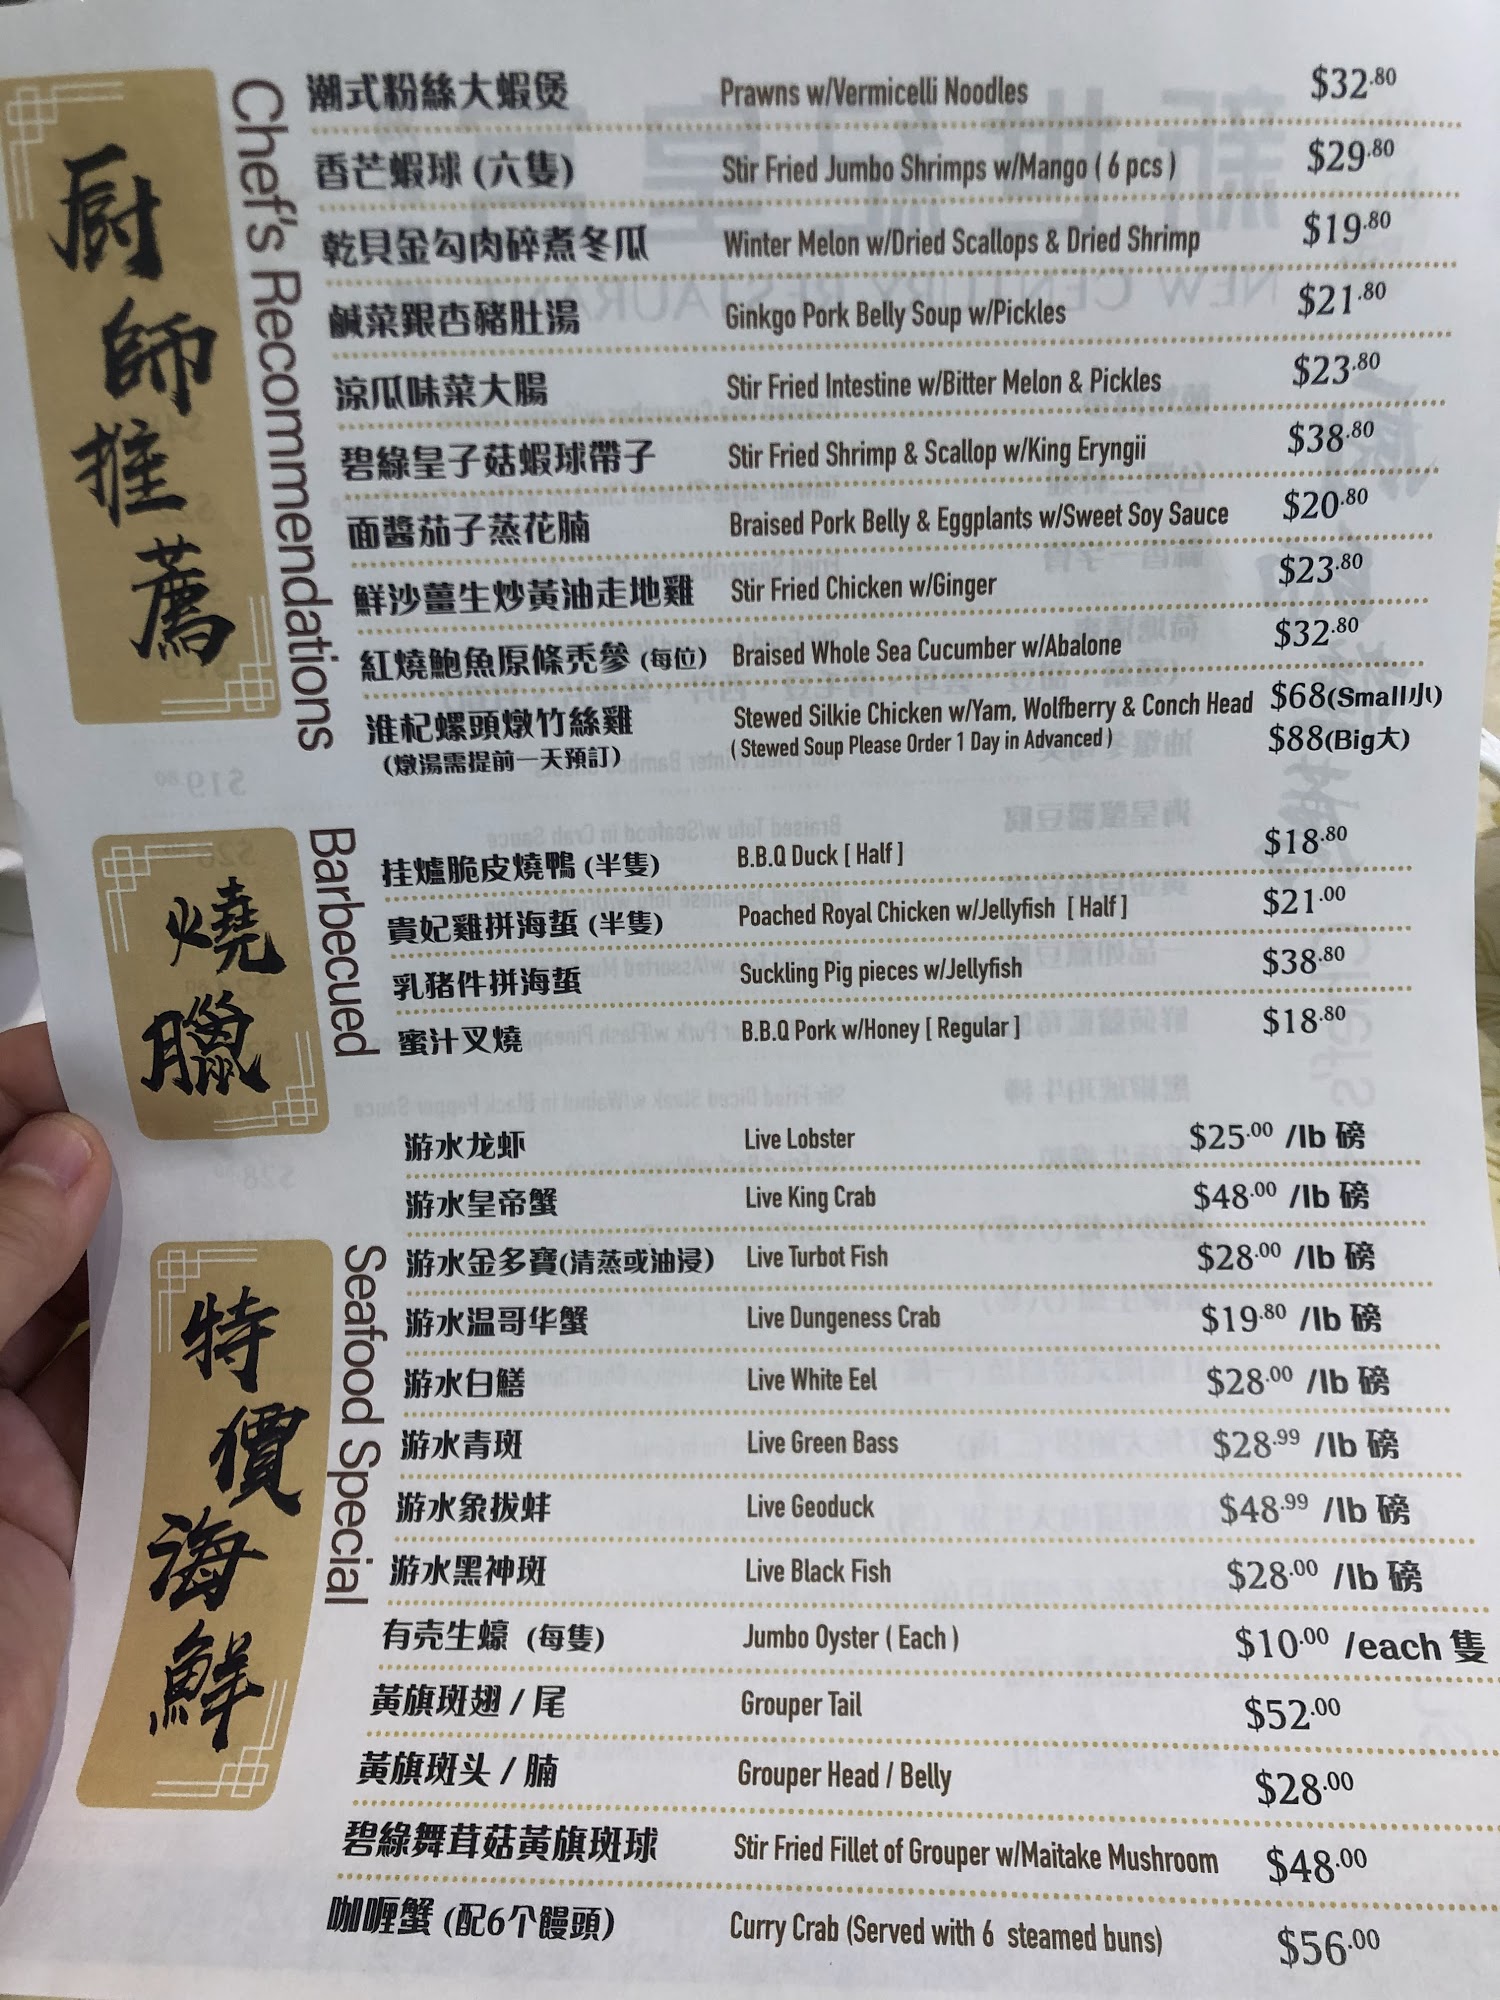 厨師推薦
Chef's Recommendations
潮式粉絲大蝦煲 Prawns w/Vermicelli Noodles $32.80
香芒蝦球 (六隻) Stir Fried Jumbo Shrimps w/Mango ( 6 pcs ) $29.80
乾貝金勾肉碎煮冬瓜 Winter Melon w/Dried Scallops & Dried Shrimp $19.80
鹹菜銀杏豬肚湯 Ginkgo Pork Belly Soup w/Pickles $21.80
涼瓜味菜大腸 Stir Fried Intestine w/Bitter Melon & Pickles $23.80
碧綠皇子菇蝦球帶子 Stir Fried Shrimp & Scallop w/King Eryngii $38.80
面醬茄子蒸花腩 Braised Pork Belly & Eggplants w/Sweet Soy Sauce $20.80
鮮沙薑生炒黃油走地雞 Stir Fried Chicken w/Ginger $23.80
紅燒鮑魚原條禿參 (每位) Braised Whole Sea Cucumber w/Abalone $32.80
淮杞螺頭燉竹絲雞 Stewed Silkie Chicken w/Yam, Wolfberry & Conch Head $68(Small小)
(燉湯需提前一天預訂) ( Stewed Soup Please Order 1 Day in Advanced ) $88(Big大)
燒臘
Barbecued
挂爐脆皮燒鴨 (半隻) B.B.Q Duck [ Half ] $18.80
貴妃雞拼海蜇 (半隻) Poached Royal Chicken w/Jellyfish [ Half ] $21.00
乳猪件拼海蜇 Suckling Pig pieces w/Jellyfish $38.80
蜜汁叉燒 B.B.Q Pork w/Honey [ Regular ] $18.80
特價海鮮
Seafood Special
游水龙虾 Live Lobster $25.00 /lb 磅
游水皇帝蟹 Live King Crab $48.00 /lb 磅
游水金多寶(清蒸或油浸) Live Turbot Fish $28.00 /lb 磅
游水温哥华蟹 Live Dungeness Crab $19.80 /lb 磅
游水白鳝 Live White Eel $28.00 /lb 磅
游水青斑 Live Green Bass $28.99 /lb 磅
游水象拔蚌 Live Geoduck $48.99 /lb 磅
游水黑神斑 Live Black Fish $28.00 /lb 磅
有壳生蠔 (每隻) Jumbo Oyster ( Each ) $10.00 /each 隻
黃旗斑翅 / 尾 Grouper Tail $52.00
黃旗斑头 / 腩 Grouper Head / Belly $28.00
碧綠舞茸菇黃旗斑球 Stir Fried Fillet of Grouper w/Maitake Mushroom $48.00
咖喱蟹 (配6个饅頭) Curry Crab (Served with 6 steamed buns) $56.00